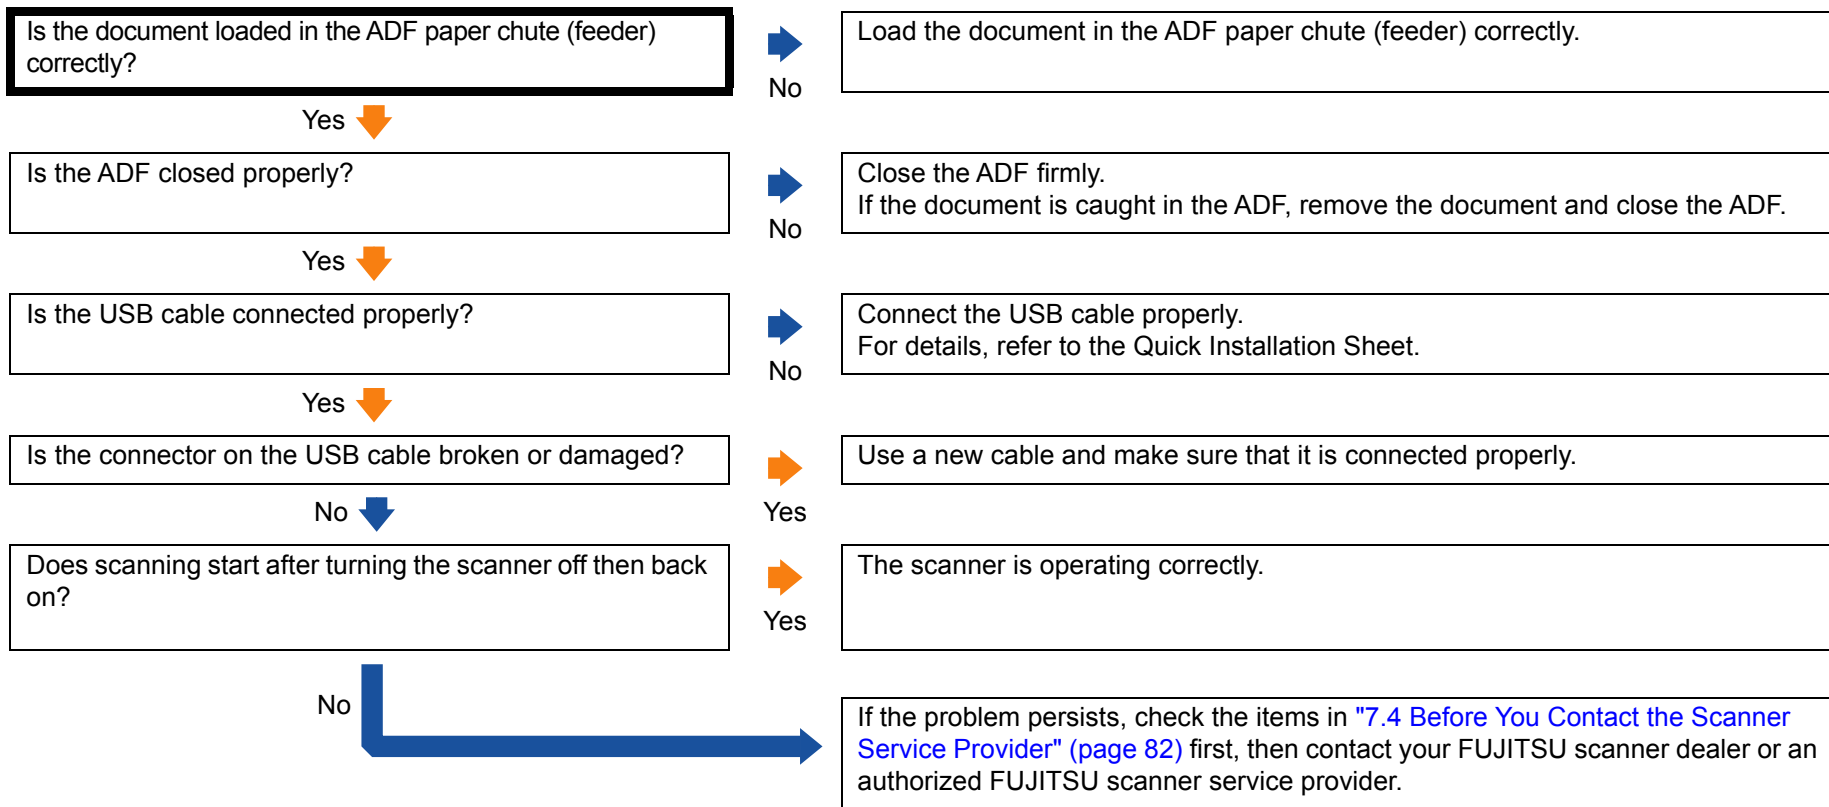 Is the document loaded in the ADF paper chute (feeder)
correctly?
No
Load the document in the ADF paper chute (feeder) correctly.
Yes
Is the ADF closed properly?
No
Close the ADF firmly.
If the document is caught in the ADF, remove the document and close the ADF.
Yes
Is the USB cable connected properly?
No
Connect the USB cable properly.
For details, refer to the Quick Installation Sheet.
Yes
Is the connector on the USB cable broken or damaged?
Yes
Use a new cable and make sure that it is connected properly.
No
Does scanning start after turning the scanner off then back
on?
Yes
The scanner is operating correctly.
No
If the problem persists, check the items in "7.4 Before You Contact the Scanner
Service Provider" (page 82) first, then contact your FUJITSU scanner dealer or an
authorized FUJITSU scanner service provider.